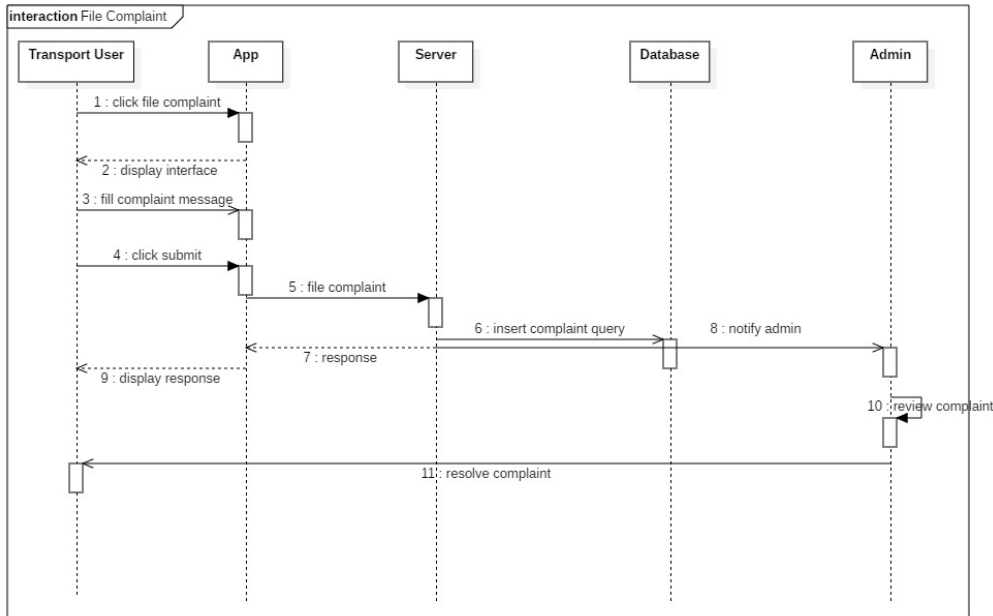 interaction File Complaint
Transport User
App
Server
Database
Admin
1 : click file complaint
2 : display interface
3 : fill complaint message
4 : click submit
5 : file complaint
6 : insert complaint query
8 : notify admin
7 : response
9 : display response
10 : review complaint
11 : resolve complaint